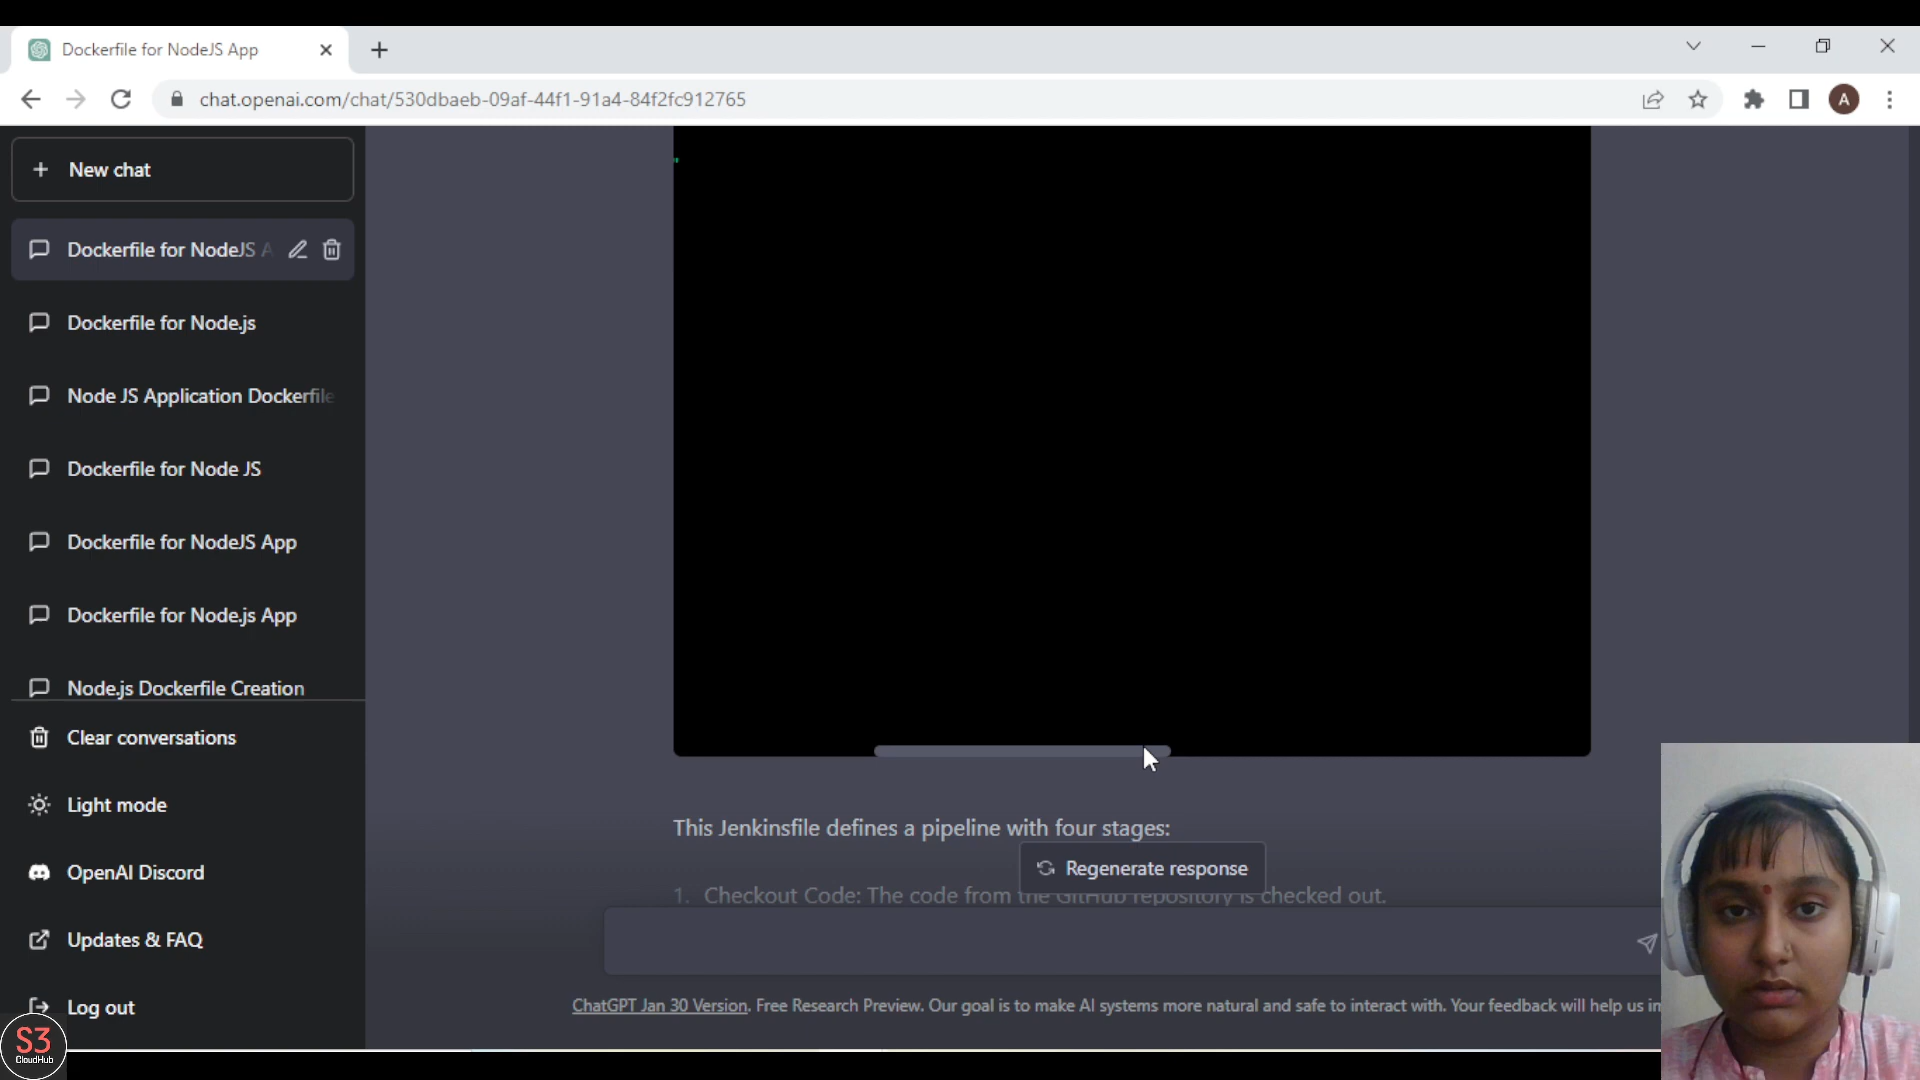 Dockerfile for NodeJS App
chat.openai.com/chat/530dbaeb-09af-44f1-91a4-84f2fc912765
A
New chat
"
Dockerfile for NodeJS A
Dockerfile for Node.js
Node JS Application Dockerfile
Dockerfile for Node JS
Dockerfile for NodeJS App
Dockerfile for Node.js App
Node.js Dockerfile Creation
Clear conversations
Light mode
OpenAI Discord
Updates & FAQ
Log out
This Jenkinsfile defines a pipeline with four stages:
Regenerate response
1. Checkout Code: The code from the GitHub repository is checked out.
ChatGPT Jan 30 Version. Free Research Preview. Our goal is to make AI systems more natural and safe to interact with. Your feedback will help us
S3
CloudHub